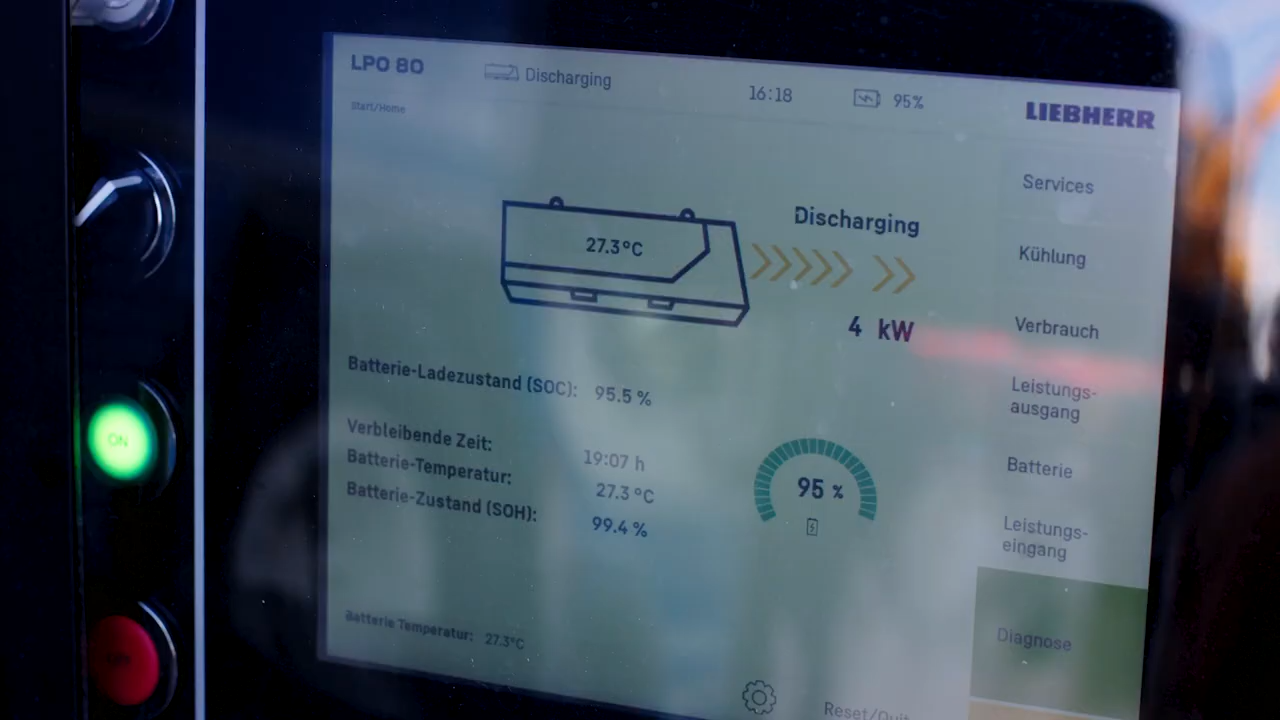 LPO 80
Discharging
16:18
95%
LIEBHERR
Start/Home
Services
Kühlung
Verbrauch
Leistungs-
ausgang
Batterie
Leistungs-
eingang
Diagnose
27.3°C
Discharging
4 kW
Batterie-Ladezustand (SOC): 95.5 %
Verbleibende Zeit: 19:07 h
Batterie-Temperatur: 27.3 °C
Batterie-Zustand (SOH): 99.4 %
95 %
Batterie Temperatur: 27.3°C
Reset/Quit
ON